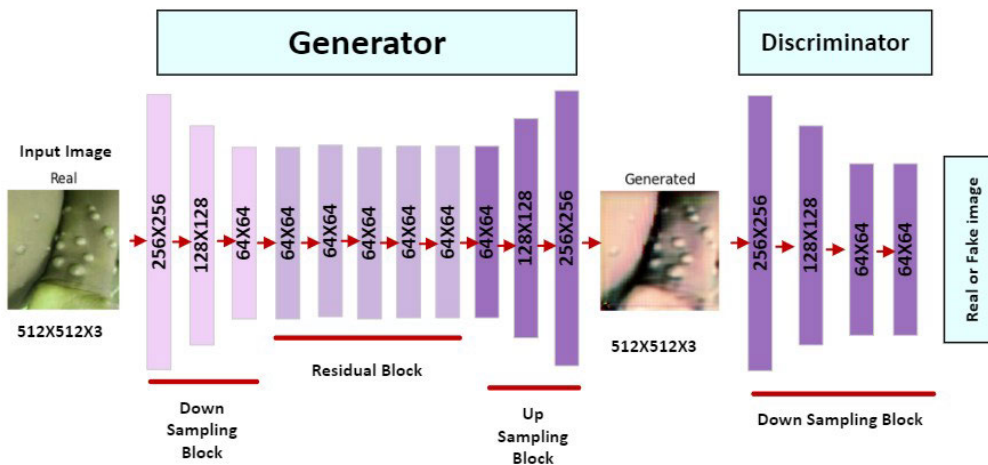 Generator
Discriminator
Input Image
Real
512X512X3
256X256
128X128
64X64
64X64
64X64
64X64
64X64
64X64
64X64
128X128
256X256
Generated
512X512X3
256X256
128X128
64X64
64X64
Real or Fake image
Down
Sampling
Block
Residual Block
Up
Sampling
Block
Down Sampling Block